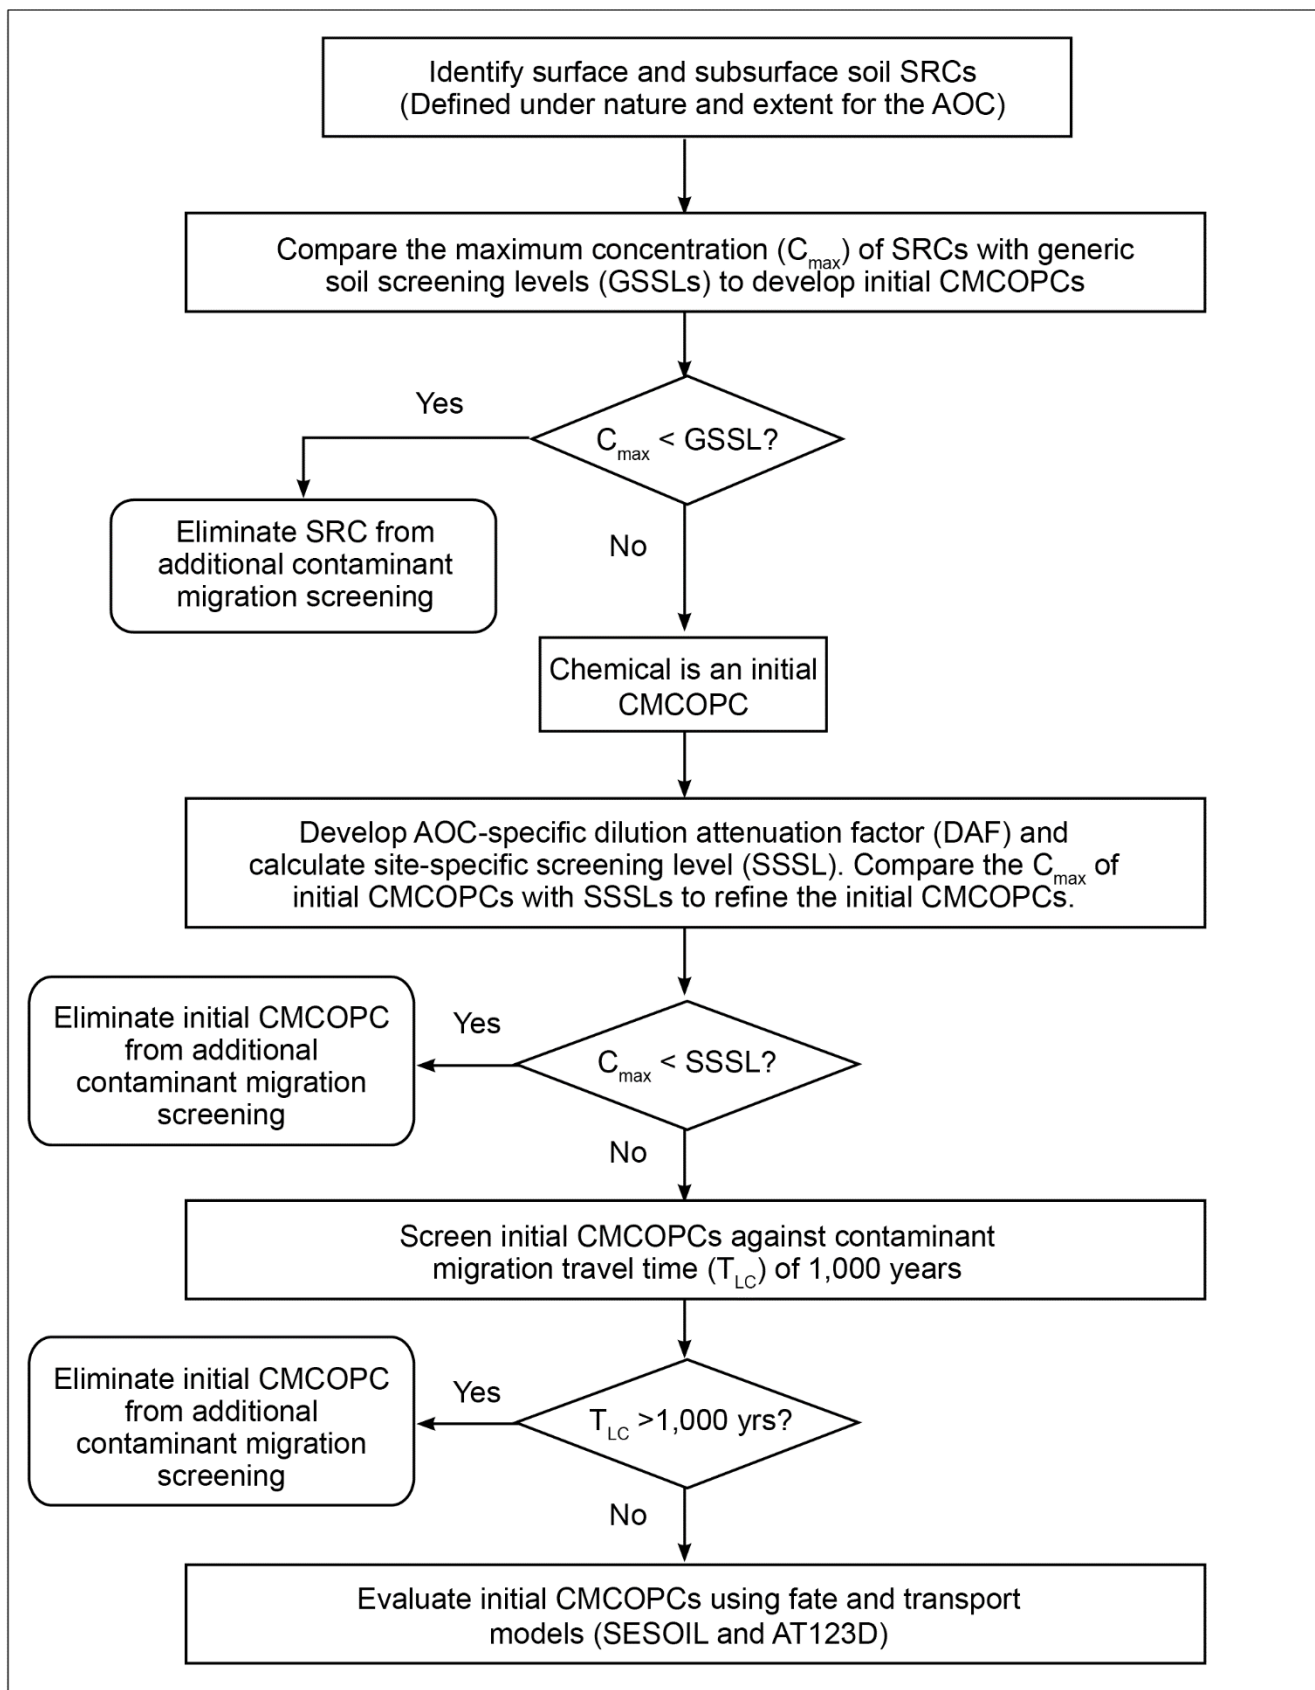 Identify surface and subsurface soil SRCs
(Defined under nature and extent for the AOC)
Compare the maximum concentration (Cmax) of SRCs with generic
soil screening levels (GSSLs) to develop initial CMCOPCs
Yes
Cmax < GSSL?
Eliminate SRC from
additional contaminant
migration screening
No
Chemical is an initial
CMCOPC
Develop AOC-specific dilution attenuation factor (DAF) and
calculate site-specific screening level (SSSL). Compare the Cmax of
initial CMCOPCs with SSSLs to refine the initial CMCOPCs.
Eliminate initial CMCOPC
from additional
contaminant migration
screening
Yes
Cmax < SSSL?
No
Screen initial CMCOPCs against contaminant
migration travel time (TLC) of 1,000 years
Eliminate initial CMCOPC
from additional
contaminant migration
screening
Yes
TLC >1,000 yrs?
No
Evaluate initial CMCOPCs using fate and transport
models (SESOIL and AT123D)